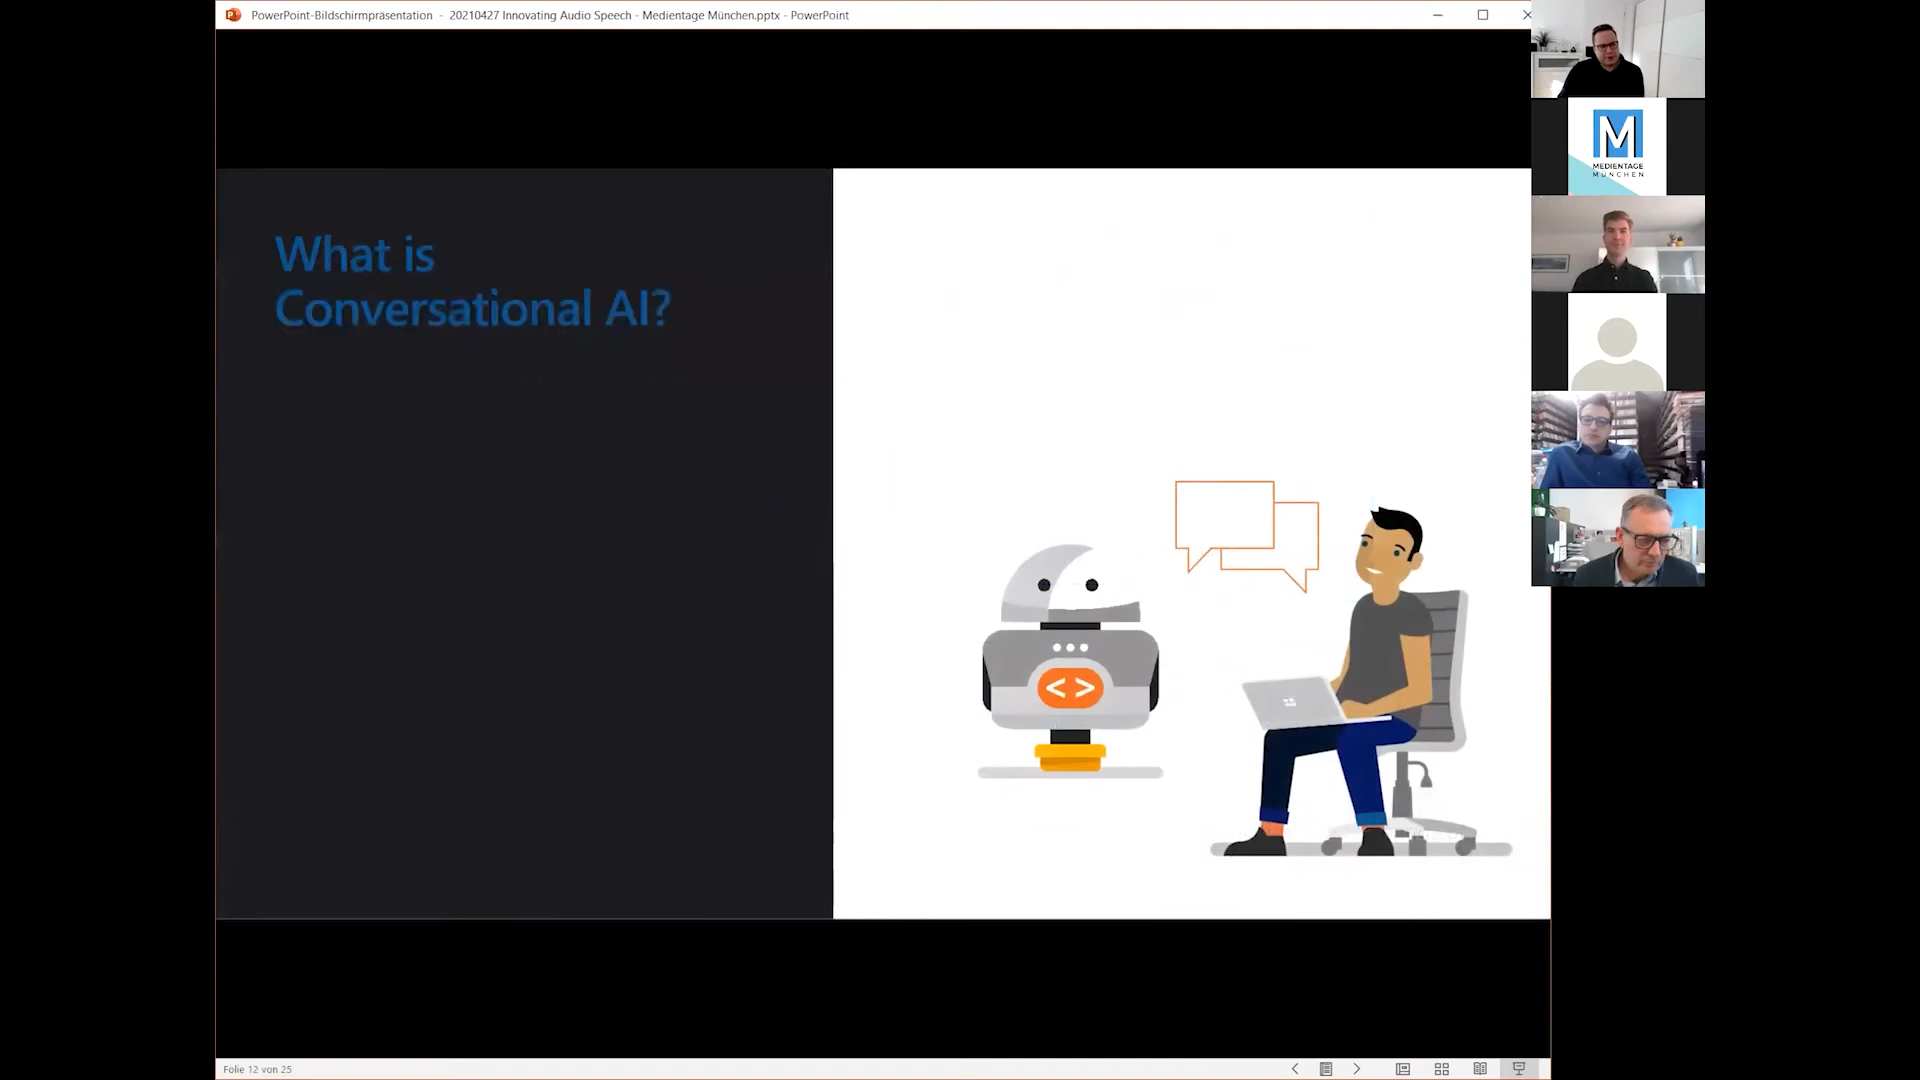 PowerPoint-Bildschirmpräsentation - 20210427 Innovating Audio Speech - Medientage München.pptx - PowerPoint
M
MEDIENTAGE
MÜNCHEN
What is
Conversational AI?
< >
Folie 12 von 25